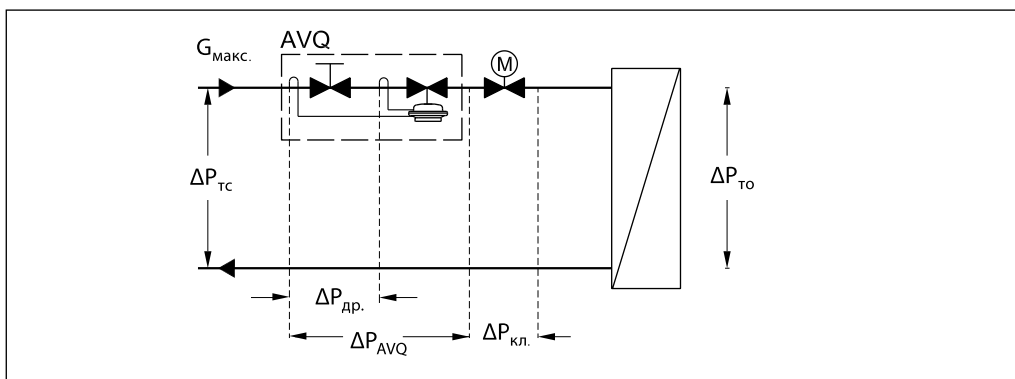 G макс.
AVQ
M
ΔP тс
ΔP то
ΔP др.
ΔP AVQ
ΔP кл.